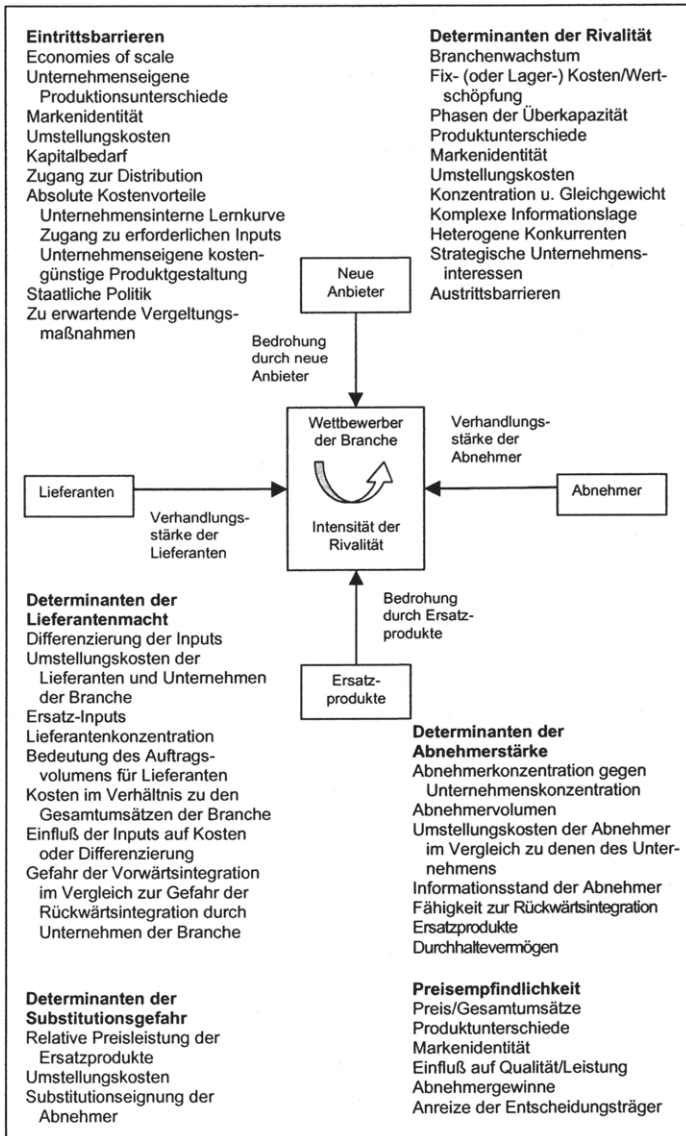 Eintrittsbarrieren
Economies of scale
Unternehmenseigene
Produktionsunterschiede
Markenidentität
Umstellungskosten
Kapitalbedarf
Zugang zur Distribution
Absolute Kostenvorteile
Unternehmensinterne Lernkurve
Zugang zu erforderlichen Inputs
Unternehmenseigene kosten-
günstige Produktgestaltung
Staatliche Politik
Zu erwartende Vergeltungs-
maßnahmen
Determinanten der Rivalität
Branchenwachstum
Fix- (oder Lager-) Kosten/Wert-
schöpfung
Phasen der Überkapazität
Produktunterschiede
Markenidentität
Umstellungskosten
Konzentration u. Gleichgewicht
Komplexe Informationslage
Heterogene Konkurrenten
Strategische Unternehmens-
interessen
Austrittsbarrieren
Neue
Anbieter
Bedrohung
durch neue
Anbieter
Wettbewerber
der Branche
Intensität der
Rivalität
Verhandlungs-
stärke der
Abnehmer
Lieferanten
Abnehmer
Verhandlungs-
stärke der
Lieferanten
Bedrohung
durch Ersatz-
produkte
Ersatz-
produkte
Determinanten der
Lieferantenmacht
Differenzierung der Inputs
Umstellungskosten der
Lieferanten und Unternehmen
der Branche
Ersatz-Inputs
Lieferantenkonzentration
Bedeutung des Auftrags-
volumens für Lieferanten
Kosten im Verhältnis zu den
Gesamtumsätzen der Branche
Einfluß der Inputs auf Kosten
oder Differenzierung
Gefahr der Vorwärtsintegration
im Vergleich zur Gefahr der
Rückwärtsintegration durch
Unternehmen der Branche
Determinanten der
Abnehmerstärke
Abnehmerkonzentration gegen
Unternehmenskonzentration
Abnehmervolumen
Umstellungskosten der Abnehmer
im Vergleich zu denen des Unter-
nehmens
Informationsstand der Abnehmer
Fähigkeit zur Rückwärtsintegration
Ersatzprodukte
Durchhaltevermögen
Determinanten der
Substitutionsgefahr
Relative Preisleistung der
Ersatzprodukte
Umstellungskosten
Substitutionseignung der
Abnehmer
Preisempfindlichkeit
Preis/Gesamtumsätze
Produktunterschiede
Markenidentität
Einfluß auf Qualität/Leistung
Abnehmergewinne
Anreize der Entscheidungsträger